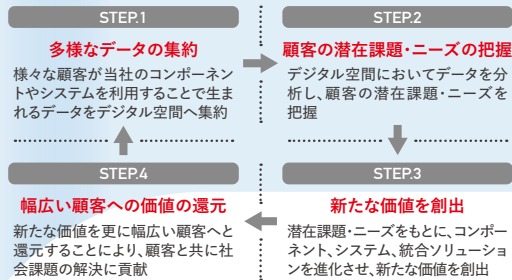 STEP.1
多様なデータの集約
様々な顧客が当社のコンポーネン
トやシステムを利用することで生ま
れるデータをデジタル空間へ集約
STEP.2
顧客の潜在課題・ニーズの把握
デジタル空間においてデータを分
析し、顧客の潜在課題・ニーズを
把握
STEP.3
新たな価値を創出
潜在課題・ニーズをもとに、コンポー
ネント、システム、統合ソリューショ
ンを進化させ、新たな価値を創出
STEP.4
幅広い顧客への価値の還元
新たな価値を更に幅広い顧客へと
還元することにより、顧客と共に社
会課題の解決に貢献